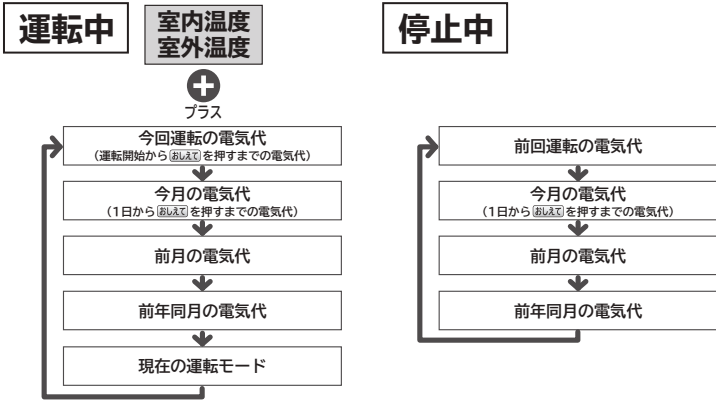 運転中
室内温度
室外温度
プラス
今回運転の電気代
(運転開始からおしえてを押すまでの電気代)
今月の電気代
(1日からおしえてを押すまでの電気代)
前月の電気代
前年同月の電気代
現在の運転モード
停止中
前回運転の電気代
今月の電気代
(1日からおしえてを押すまでの電気代)
前月の電気代
前年同月の電気代